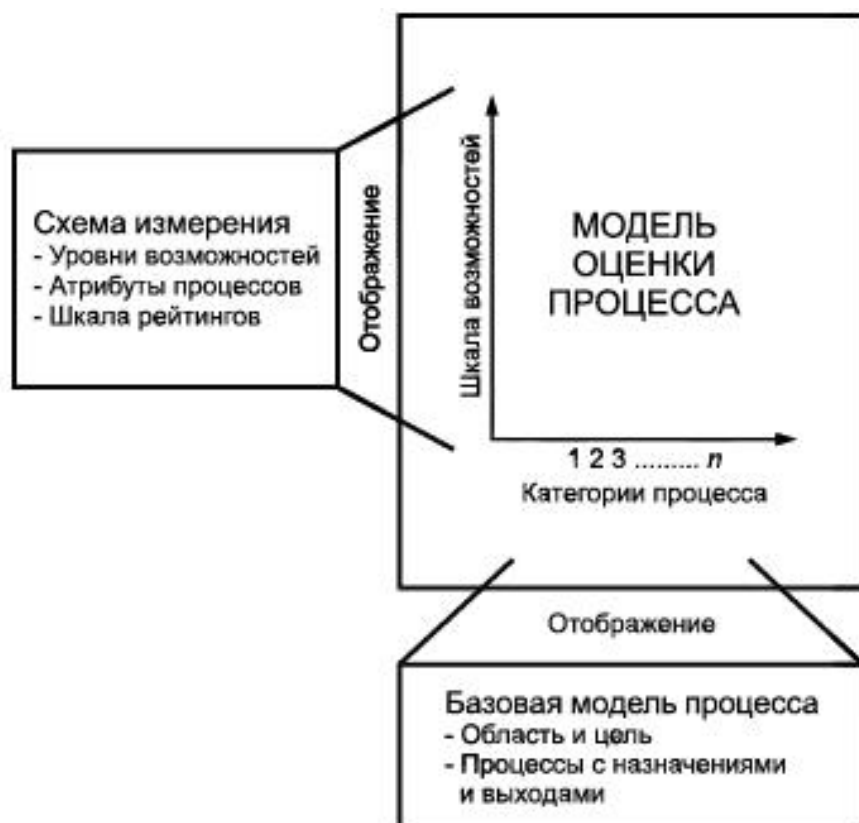 Схема измерения
- Уровни возможностей
- Атрибуты процессов
- Шкала рейтингов
Отображение
Шкала возможностей
МОДЕЛЬ
ОЦЕНКИ
ПРОЦЕССА
1 2 3 ......... n
Категории процесса
Отображение
Базовая модель процесса
- Область и цель
- Процессы с назначениями
и выходами